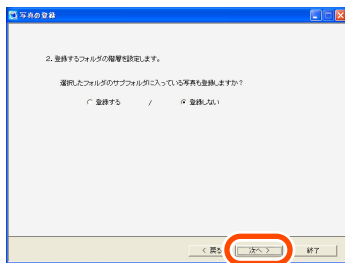 写真の登録
2. 登録するフォルダの階層を設定します。
選択したフォルダのサブフォルダに入っている写真も登録しますか?
登録する / 登録しない
< 戻る 次へ > 終了